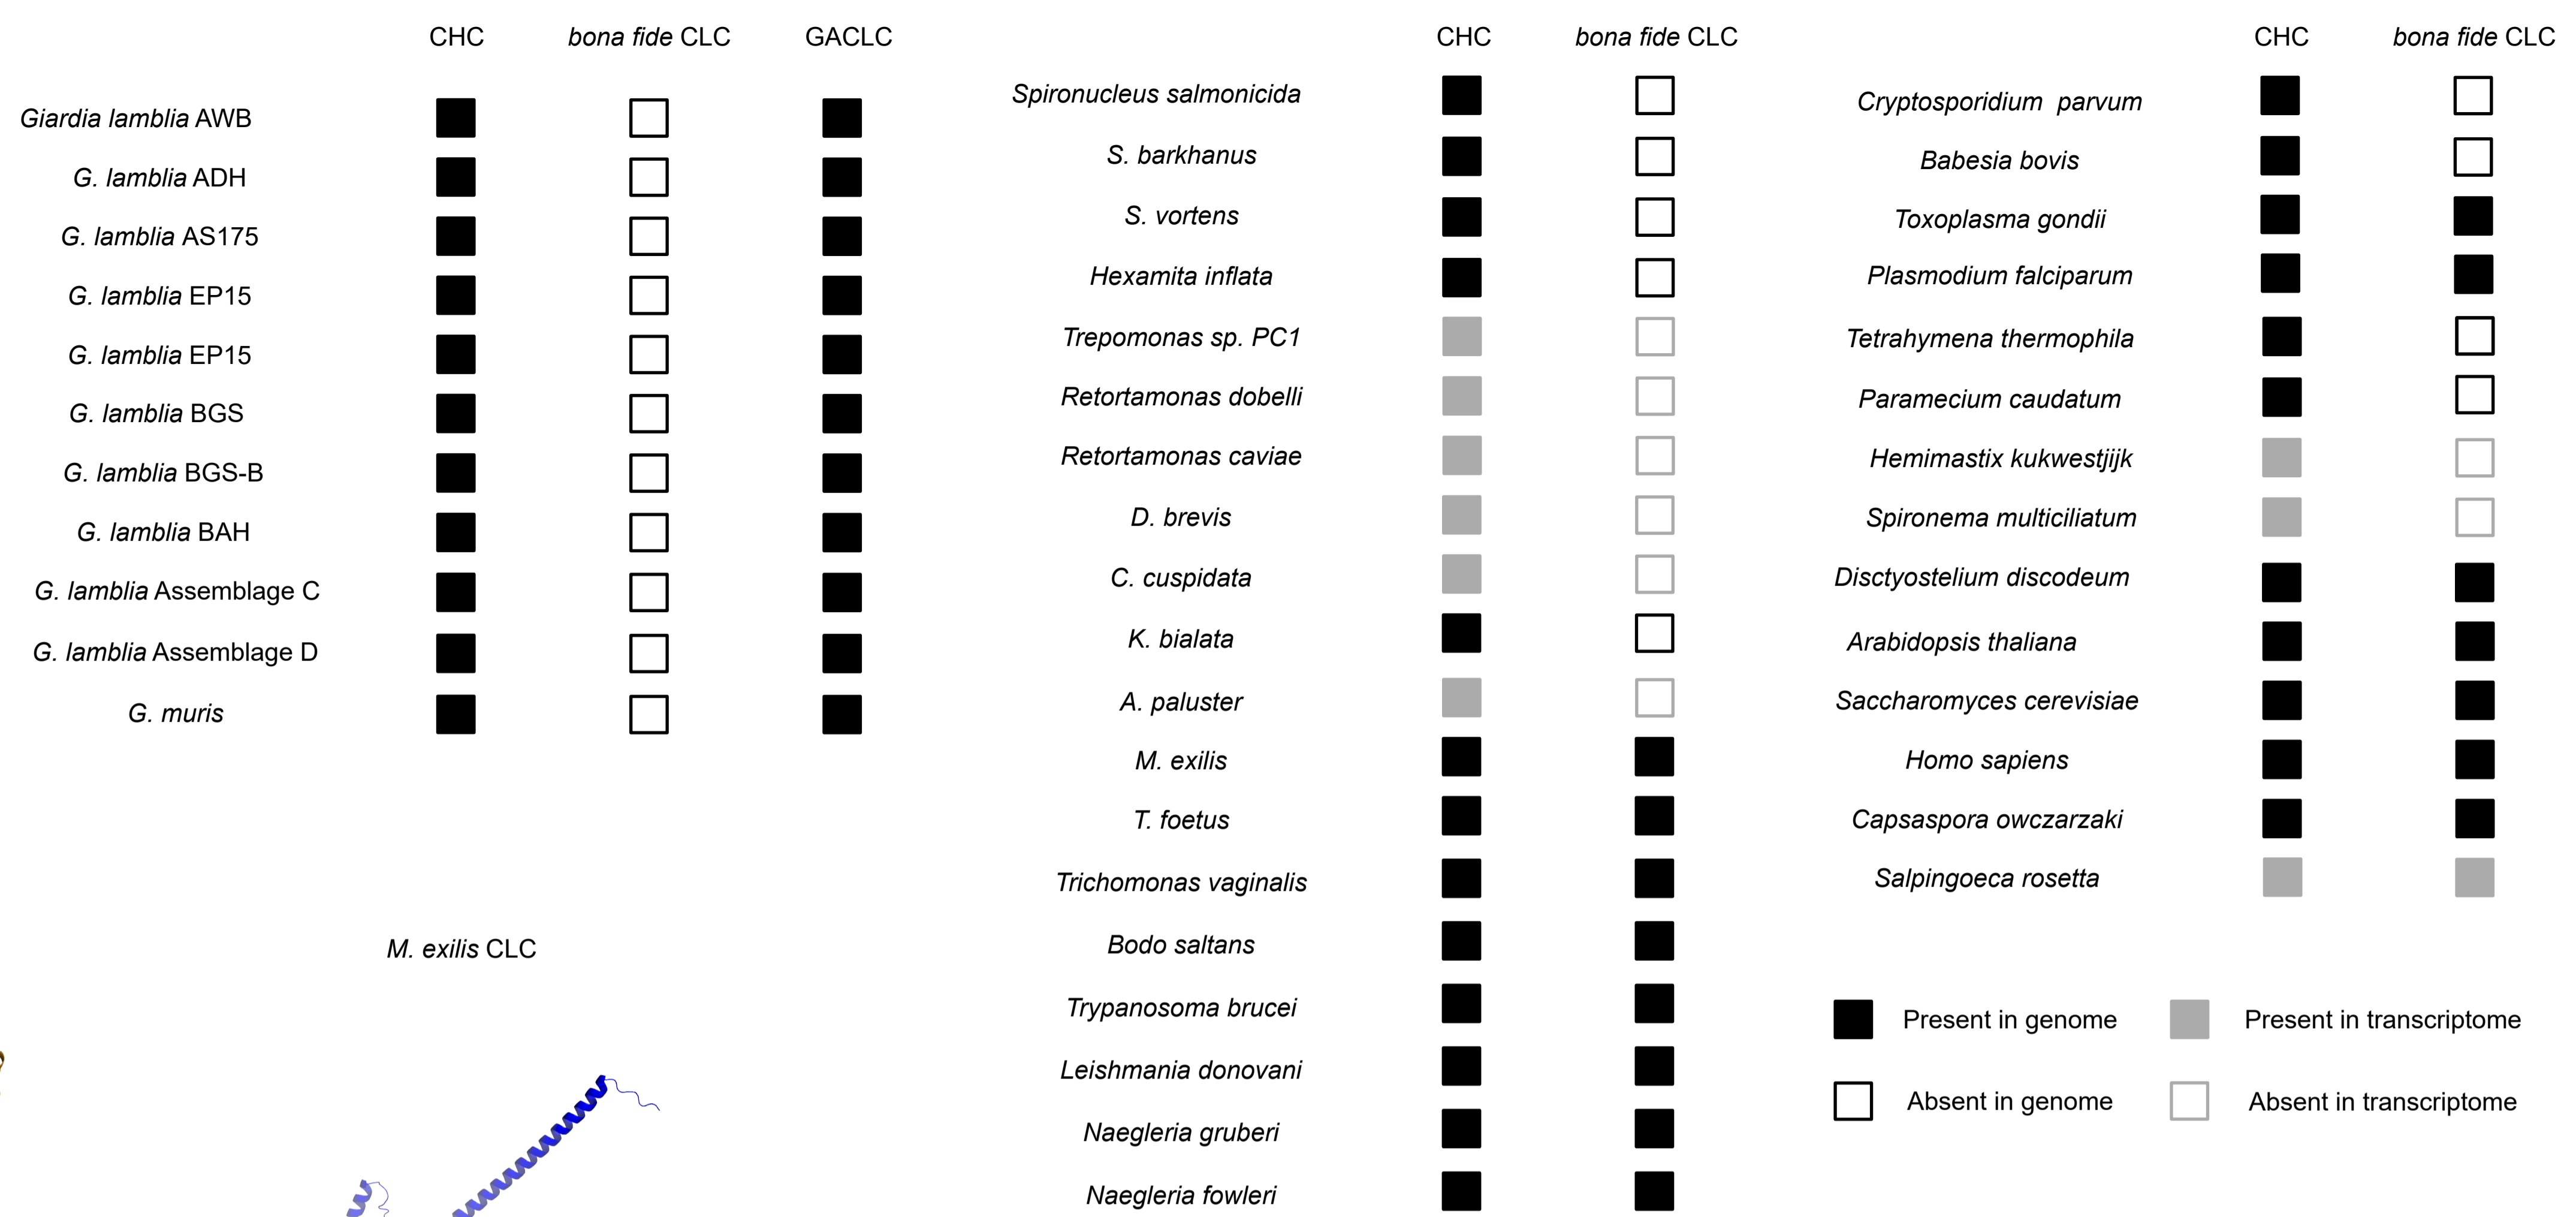 CHC bona fide CLC GACLC
Giardia lamblia AWB
G. lamblia ADH
G. lamblia AS175
G. lamblia EP15
G. lamblia EP15
G. lamblia BGS
G. lamblia BGS-B
G. lamblia BAH
G. lamblia Assemblage C
G. lamblia Assemblage D
G. muris
M. exilis CLC
CHC bona fide CLC
Spironucleus salmonicida
S. barkhanus
S. vortens
Hexamita inflata
Trepomonas sp. PC1
Retortamonas dobelli
Retortamonas caviae
D. brevis
C. cuspidata
K. bialata
A. paluster
M. exilis
T. foetus
Trichomonas vaginalis
Bodo saltans
Trypanosoma brucei
Leishmania donovani
Naegleria gruberi
Naegleria fowleri
CHC bona fide CLC
Cryptosporidium parvum
Babesia bovis
Toxoplasma gondii
Plasmodium falciparum
Tetrahymena thermophila
Paramecium caudatum
Hemimastix kukwestjijk
Spironema multiciliatum
Disctyostelium discodeum
Arabidopsis thaliana
Saccharomyces cerevisiae
Homo sapiens
Capsaspora owczarzaki
Salpingoeca rosetta
Present in genome Present in transcriptome
Absent in genome Absent in transcriptome